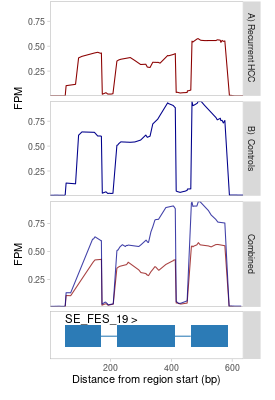 0.75
0.50
0.25
FPM
A) Recurrent HCC
0.75
0.50
0.25
FPM
B): Controls
0.75
0.50
0.25
FPM
Combined
SE_FES_19 >
200
400
600
Distance from region start (bp)